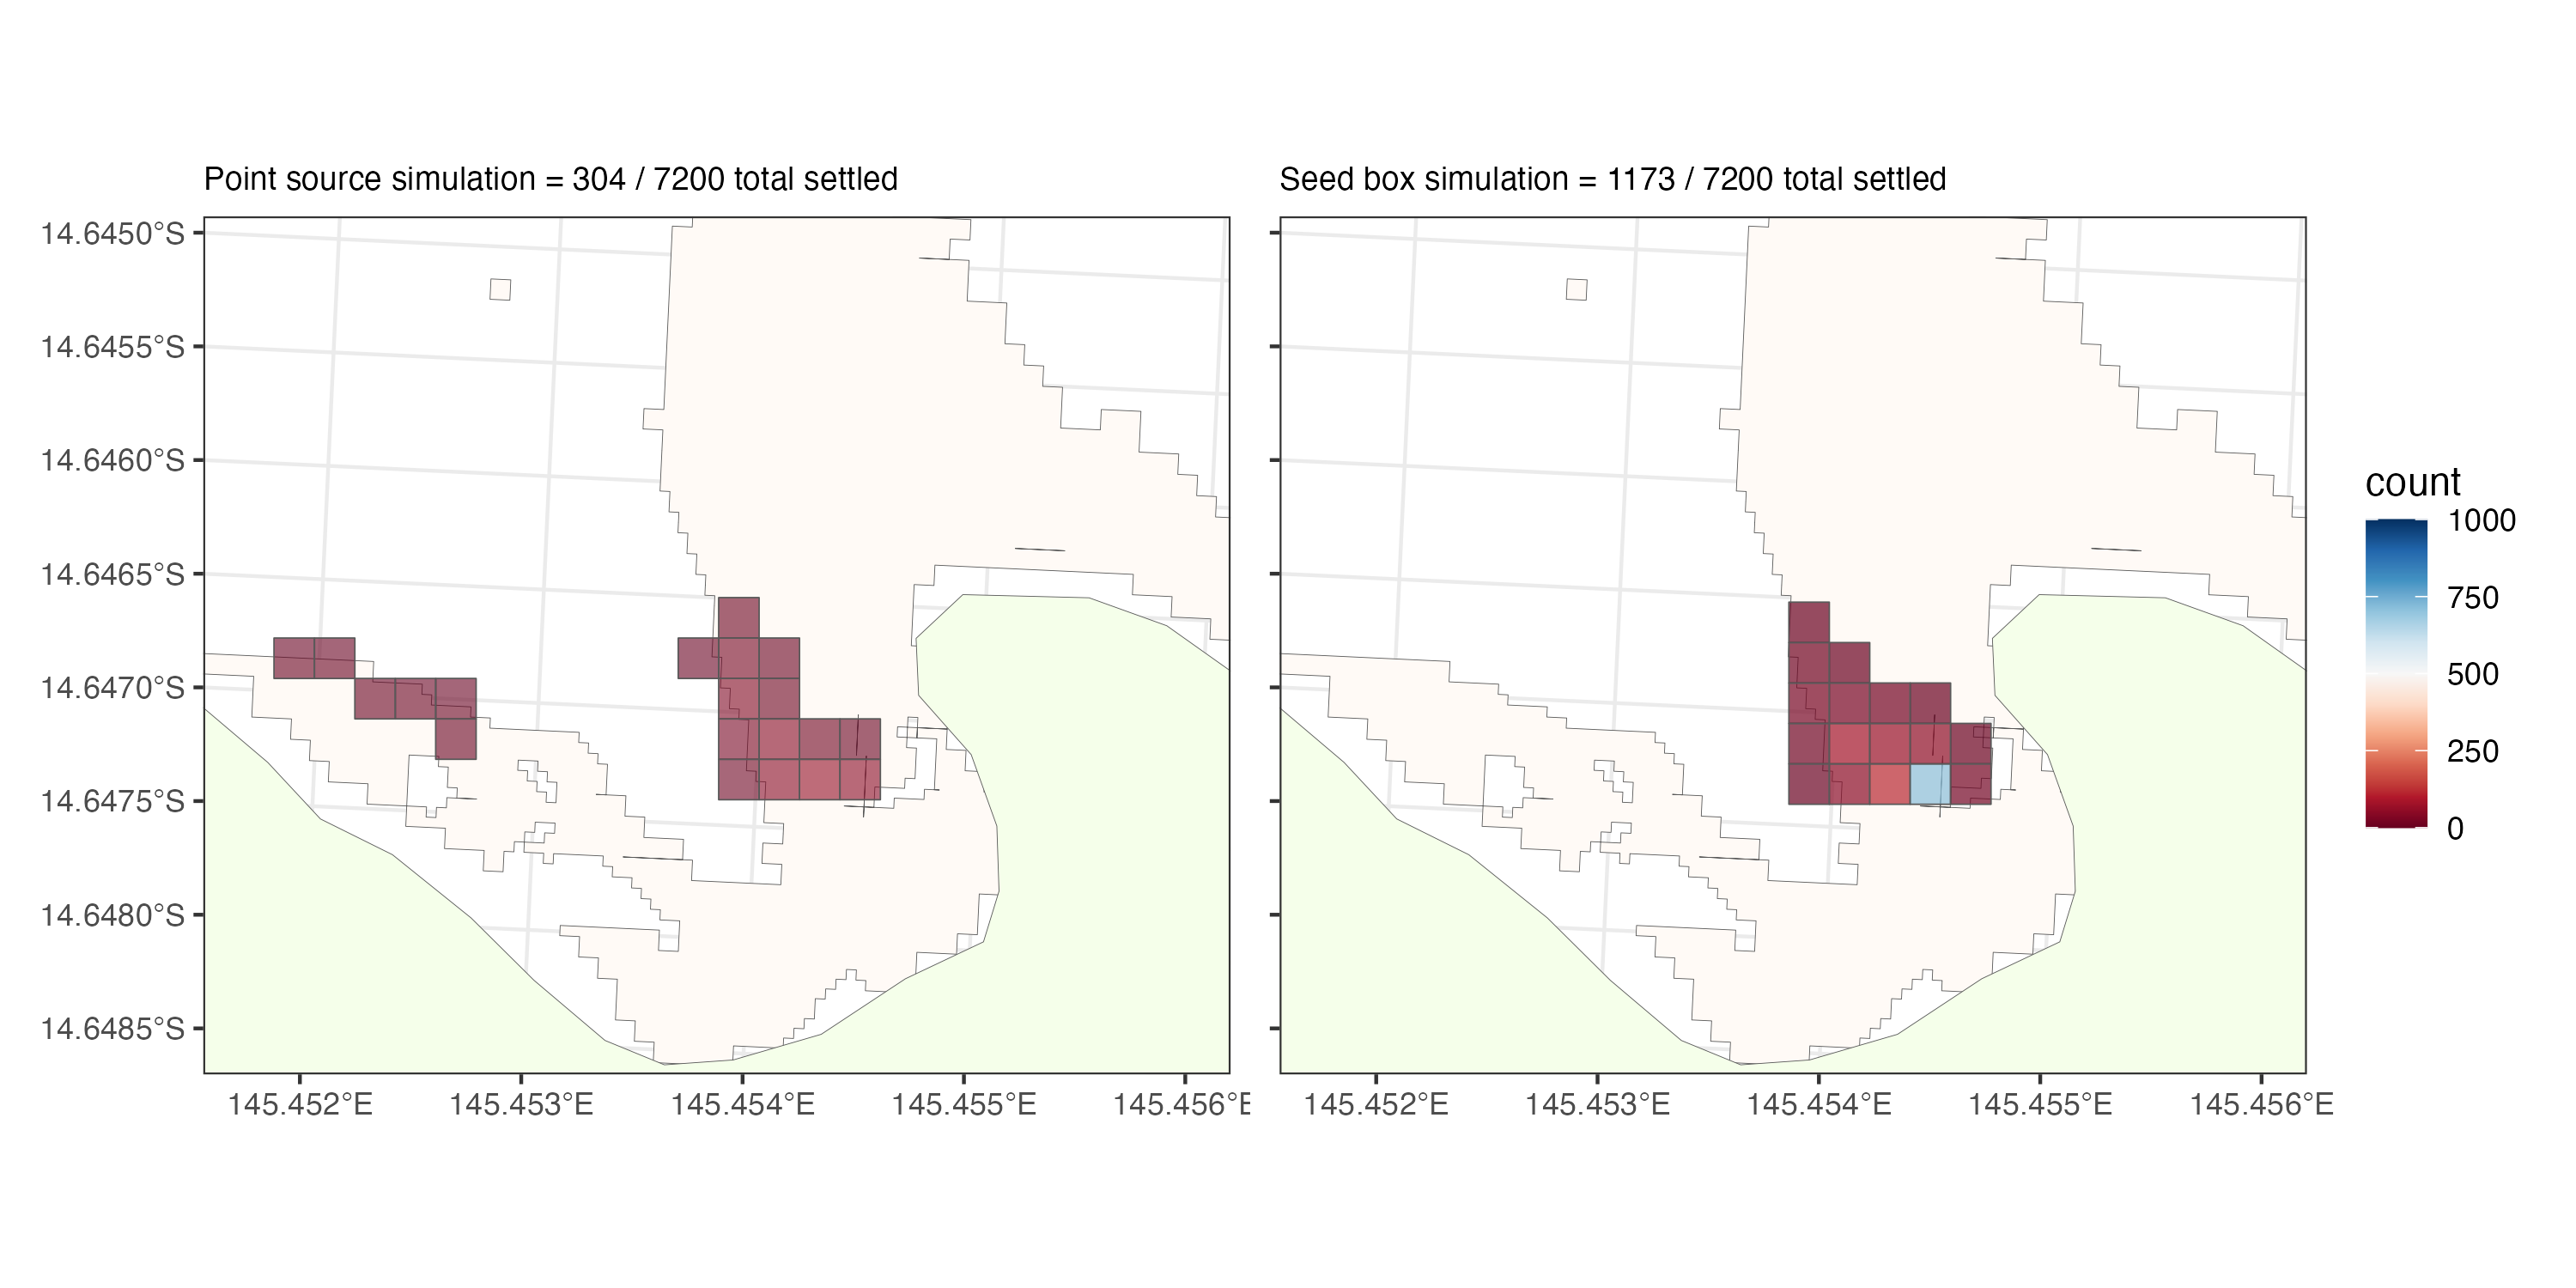 Point source simulation = 304 / 7200 total settled
Seed box simulation = 1173 / 7200 total settled
14.6450°S
14.6455°S
14.6460°S
14.6465°S
14.6470°S
14.6475°S
14.6480°S
14.6485°S
145.452°E
145.453°E
145.454°E
145.455°E
145.456°E
145.452°E
145.453°E
145.454°E
145.455°E
145.456°E
count
1000
750
500
250
0